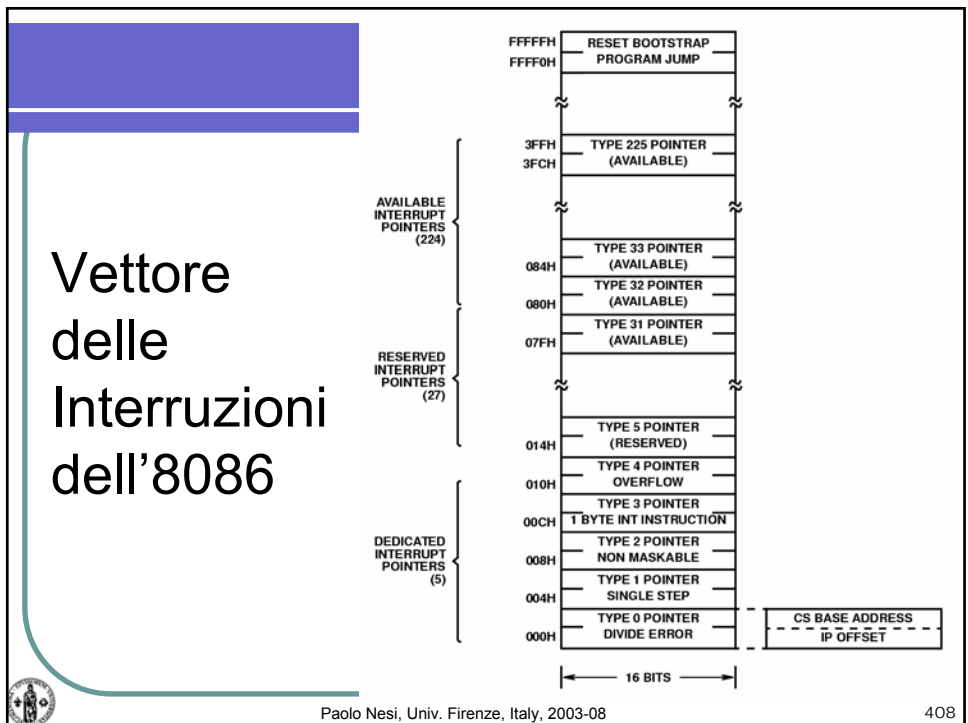 Vettore
delle
Interruzioni
dell'8086
FFFFFH
FFFF0H
RESET BOOTSTRAP
PROGRAM JUMP
3FFH
3FCH
TYPE 225 POINTER
(AVAILABLE)
AVAILABLE
INTERRUPT
POINTERS
(224)
TYPE 33 POINTER
084H
(AVAILABLE)
TYPE 32 POINTER
080H
(AVAILABLE)
TYPE 31 POINTER
07FH
(AVAILABLE)
RESERVED
INTERRUPT
POINTERS
(27)
TYPE 5 POINTER
014H
(RESERVED)
TYPE 4 POINTER
010H
OVERFLOW
TYPE 3 POINTER
00CH
1 BYTE INT INSTRUCTION
DEDICATED
INTERRUPT
POINTERS
(5)
TYPE 2 POINTER
008H
NON MASKABLE
TYPE 1 POINTER
004H
SINGLE STEP
TYPE 0 POINTER
000H
DIVIDE ERROR
CS BASE ADDRESS
IP OFFSET
16 BITS
Paolo Nesi, Univ. Firenze, Italy, 2003-08
408